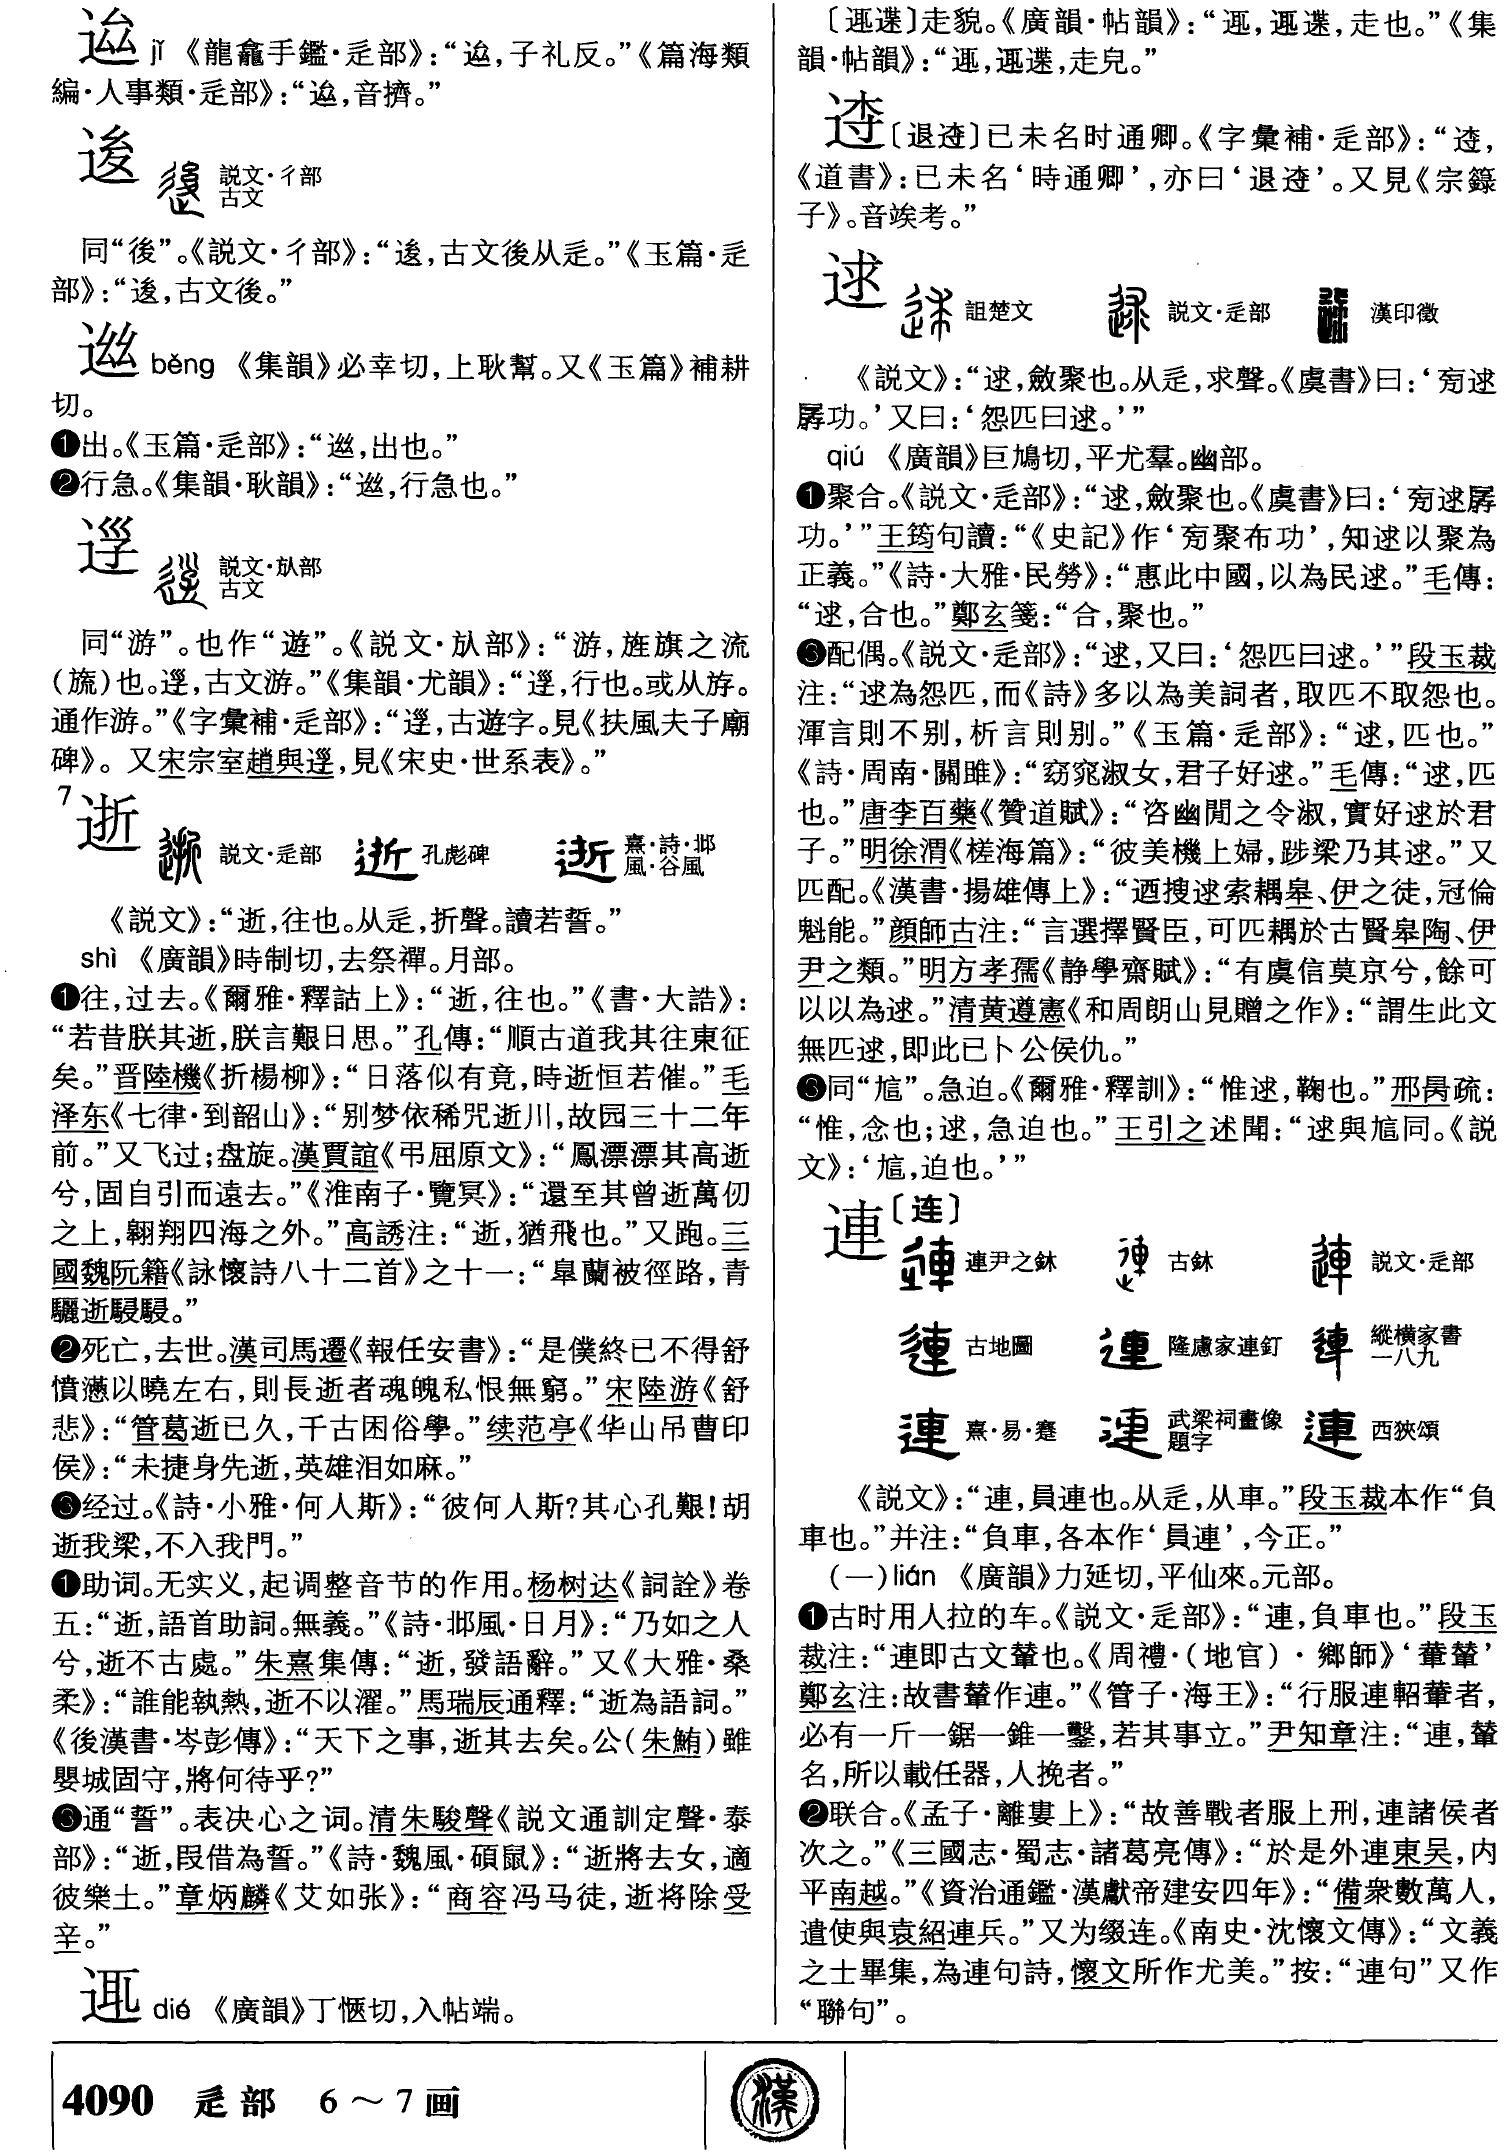 jǐ 《龍龕手鑑·辵部》：“䢋，子礼反。”《篇海類
編·人事類·辵部》：“䢋，音擠。”
逡 説文·彳部
古文
同“後”。《説文·彳部》：“𨒥，古文後从辵。”《玉篇·辵
部》：“𨒥，古文後。”
běng 《集韻》必幸切，上耿幫。又《玉篇》補耕
切。
❶出。《玉篇·辵部》：“逬，出也。”
❷行急。《集韻·耿韻》：“逬，行急也。”
説文·㫃部
古文
同“游”。也作“遊”。《説文·㫃部》：“游，旌旗之流
(旒)也。𨒰，古文游。”《集韻·尤韻》：“𨒰，行也。或从斿。
通作游。”《字彙補·辵部》：“𨒰，古遊字。見《扶風夫子廟
碑》。又宋宗室趙與𨒰，見《宋史·世系表》。”
7 逝 説文·辵部 孔彪碑 熹·詩·邶
風·谷風
《説文》：“逝，往也。从辵，折聲。讀若誓。”
shì 《廣韻》時制切，去祭禪。月部。
❶往，过去。《爾雅·釋詁上》：“逝，往也。”《書·大誥》：
“若昔朕其逝，朕言艱日思。”孔傳：“順古道我其往東征
矣。”晋陸機《折楊柳》：“日落似有竟，時逝恒若催。”毛
泽东《七律·到韶山》：“别梦依稀咒逝川，故园三十二年
前。”又飞过；盘旋。漢賈誼《弔屈原文》：“鳳漂漂其高逝
兮，固自引而遠去。”《淮南子·覽冥》：“還至其曾逝萬仞
之上，翱翔四海之外。”高誘注：“逝，猶飛也。”又跑。三
國魏阮籍《詠懷詩八十二首》之十一：“皐蘭被徑路，青
驪逝駸駸。”
❷死亡，去世。漢司馬遷《報任安書》：“是僕終已不得舒
憤懣以曉左右，則長逝者魂魄私恨無窮。”宋陸游《舒
悲》：“管葛逝已久，千古困俗學。”续范亭《华山吊曹印
侯》：“未捷身先逝，英雄泪如麻。”
❸经过。《詩·小雅·何人斯》：“彼何人斯？其心孔艱！胡
逝我梁，不入我門。”
❶助词。无实义，起调整音节的作用。杨树达《詞詮》卷
五：“逝，語首助詞。無義。”《詩·邶風·日月》：“乃如之人
兮，逝不古處。”朱熹集傳：“逝，發語辭。”又《大雅·桑
柔》：“誰能執熱，逝不以濯。”馬瑞辰通釋：“逝為語詞。”
《後漢書·岑彭傳》：“天下之事，逝其去矣。公(朱鮪)雖
嬰城固守，將何待乎?”
❸通“誓”。表决心之词。清朱駿聲《説文通訓定聲·泰
部》：“逝，叚借為誓。”《詩·魏風·碩鼠》：“逝將去女，適
彼樂土。”章炳麟《艾如张》：“商容冯马徒，逝将除受
辛。”
dié 《廣韻》丁愜切，入帖端。
走貌。《廣韻·帖韻》：“走也。”《集
韻·帖韻》：“走皃。”
已未名时通卿。《字彙補·辵部》：
《道書》：已未名‘時通卿’，亦曰‘退𨒪’。又見《宗籙
子》。音竢考。”
逑 詛楚文 説文·辵部 漢印徵
《説文》：“逑，斂聚也。从辵，求聲。《虞書》曰：‘㫄逑
孱功。’又曰：‘怨匹曰逑。’”
qiú 《廣韻》巨鳩切，平尤羣。幽部。
❶聚合。《説文·辵部》：“逑，斂聚也。《虞書》曰：‘㫄逑孱
功。’”王筠句讀：“《史記》作‘㫄聚布功’，知逑以聚為
正義。”《詩·大雅·民勞》：“惠此中國，以為民逑。”毛傳：
“逑，合也。”鄭玄箋：“合，聚也。”
❸配偶。《説文·辵部》：“逑，又曰：‘怨匹曰逑。’”段玉裁
注：“逑為怨匹，而《詩》多以為美詞者，取匹不取怨也。
渾言則不别，析言則别。”《玉篇·辵部》：“逑，匹也。”
《詩·周南·關雎》：“窈窕淑女，君子好逑。”毛傳：“逑，匹
也。”唐李百藥《贊道賦》：“咨幽閒之令淑，實好逑於君
子。”明徐渭《槎海篇》：“彼美機上婦，踄梁乃其逑。”又
匹配。《漢書·揚雄傳上》：“迺搜逑索耦皋、伊之徒，冠倫
魁能。”顔師古注：“言選擇賢臣，可匹耦於古賢皋陶、伊
尹之類。”明方孝孺《静學齋賦》：“有虞信莫京兮，餘可
以以為逑。”清黄遵憲《和周朗山見贈之作》：“謂生此文
無匹逑，即此已卜公侯仇。”
❸同“訄”。急迫。《爾雅·釋訓》：“惟逑，鞠也。”邢昺疏：
“惟，念也；逑，急迫也。”王引之述聞：“逑與訄同。《説
文》：‘訄，迫也。’”
連〔连〕
連尹之鉨 古鉨 説文·辵部
古地圖 隆慮家連釘 縱横家書
一八九
熹·易·蹇 武梁祠畫像
題字 西狹頌
《説文》：“連，員連也。从辵，从車。”段玉裁本作“負
車也。”并注：“負車，各本作‘員連’，今正。”
(一)lián 《廣韻》力延切，平仙來。元部。
❶古时用人拉的车。《説文·辵部》：“連，負車也。”段玉
裁注：“連即古文輦也。《周禮·(地官)·鄉師》‘輂輦’
鄭玄注：故書輦作連。”《管子·海王》：“行服連軺輂者，
必有一斤一鋸一錐一鑿，若其事立。”尹知章注：“連，輦
名，所以載任器，人挽者。”
❷联合。《孟子·離婁上》：“故善戰者服上刑，連諸侯者
次之。”《三國志·蜀志·諸葛亮傳》：“於是外連東吴，内
平南越。”《資治通鑑·漢獻帝建安四年》：“備衆數萬人，
遣使與袁紹連兵。”又为缀连。《南史·沈懷文傳》：“文義
之士畢集，為連句詩，懷文所作尤美。”按：“連句”又作
“聯句”。
4090 辵部 6～7画
漢